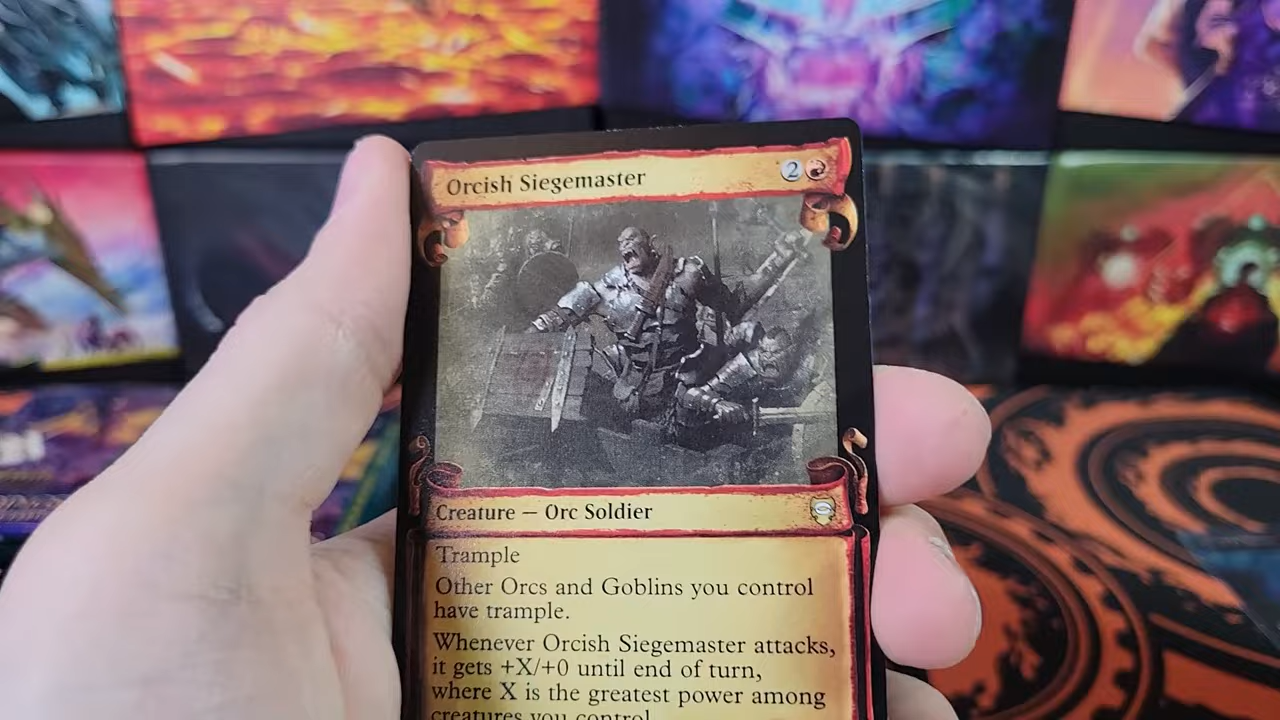 Orcish Siegemaster 2
Creature — Orc Soldier
Trample
Other Orcs and Goblins you control
have trample.
Whenever Orcish Siegemaster attacks,
it gets +X/+0 until end of turn,
where X is the greatest power among
creatures you control.